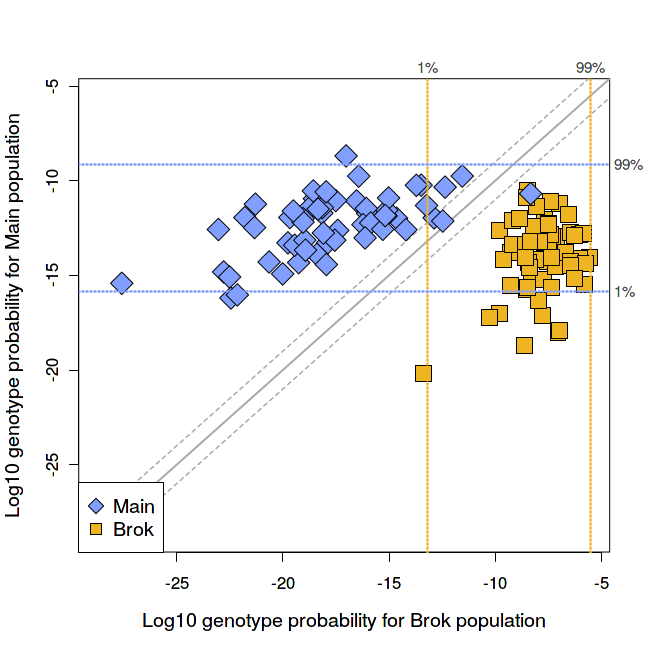 1% 99%
-5
-10
-15
-20
-25
99%
1%
Log10 genotype probability for Main population
Main
Brok
-25 -20 -15 -10 -5
Log10 genotype probability for Brok population